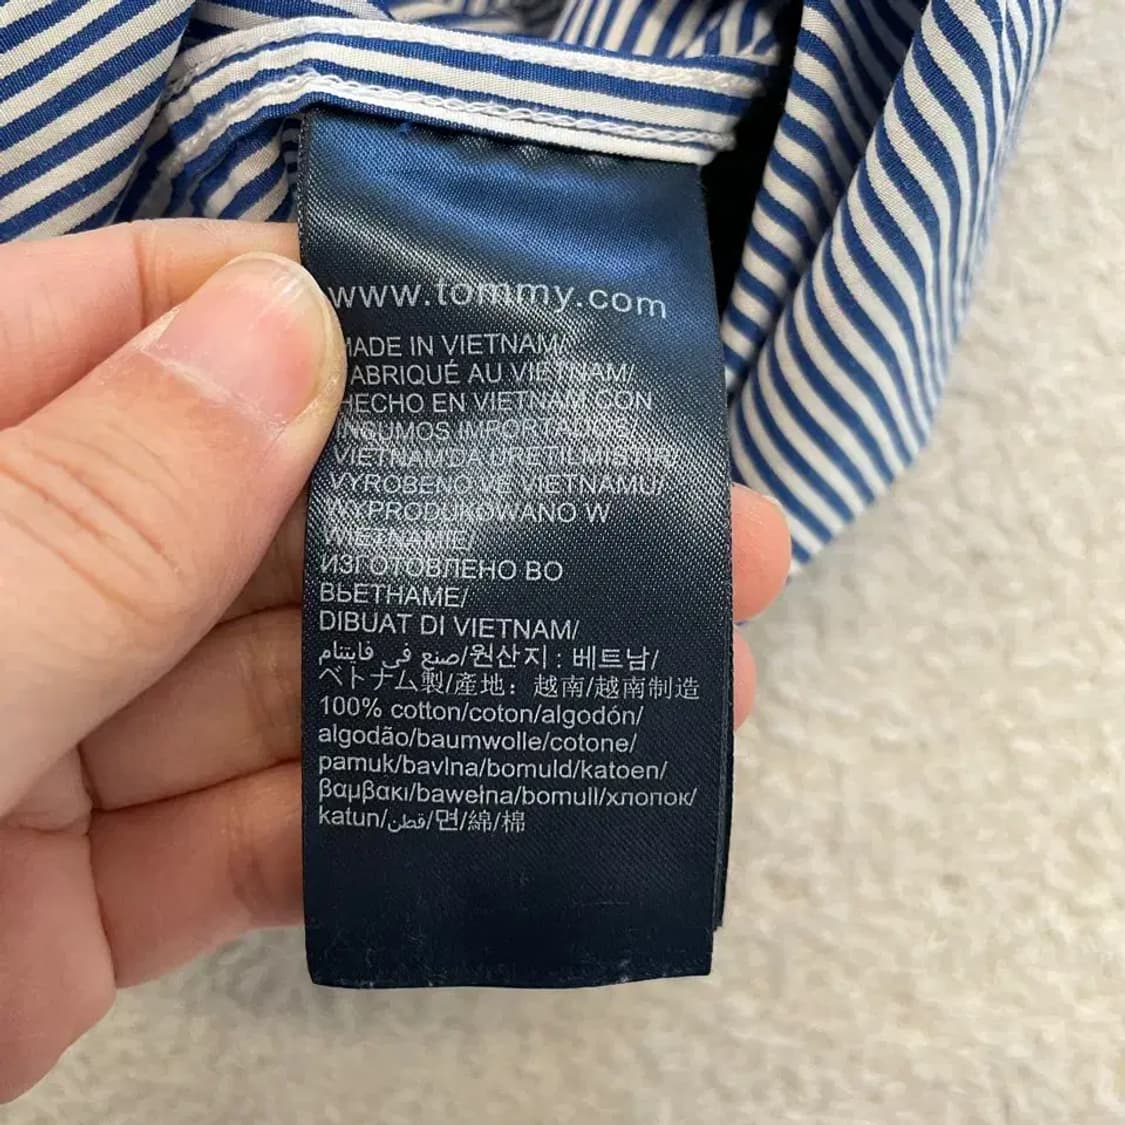 www.tommy.com
MADE IN VIETNAM/
FABRIQUÉ AU VIETNAM/
HECHO EN VIETNAM CON
INSUMOS IMPORTADOS/
VIETNAM'DA ÜRETILMISTIR/
VYROBENO VE VIETNAMU/
WYPRODUKOWANO W
WIETNAMIE/
ИЗГОТОВЛЕНО ВО
ВЬЕТНАМЕ/
DIBUAT DI VIETNAM/
صنع في فايتنام/원산지 : 베트남/
ベトナム製/產地：越南/越南制造
100% cotton/coton/algodón/
algodão/baumwolle/cotone/
pamuk/bavlna/bomuld/katoen/
βαμβακι/bawełna/bomull/хлопок/
katun/قطن/면/綿/棉